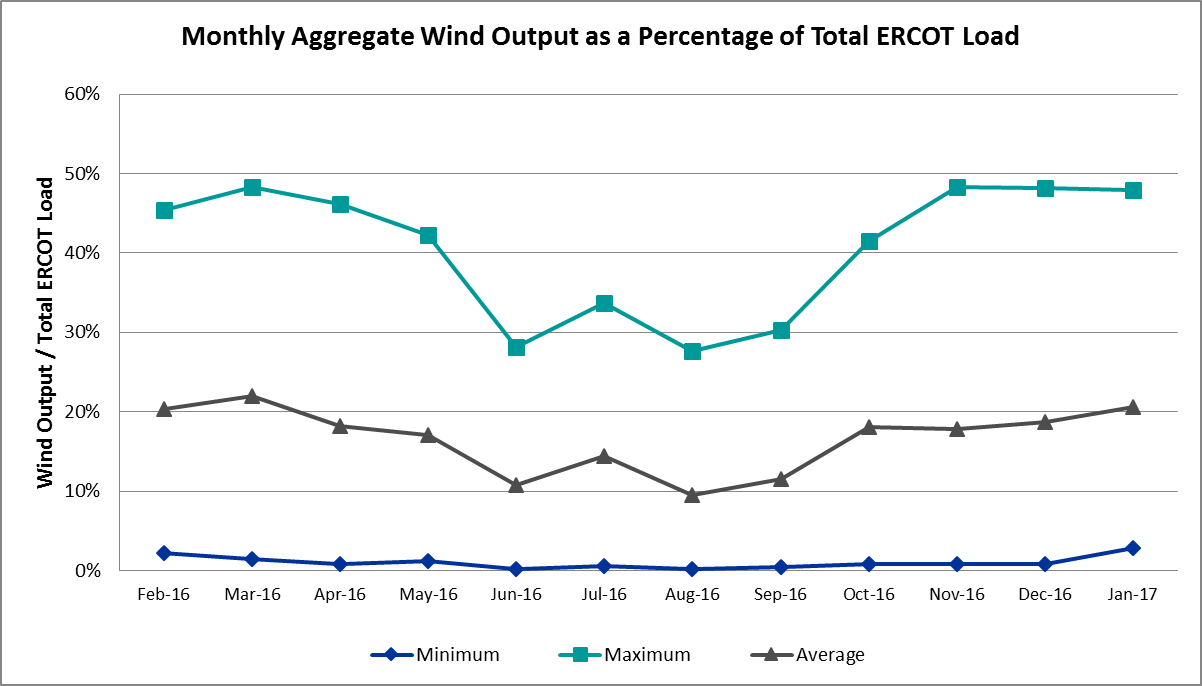 Monthly Aggregate Wind Output as a Percentage of Total ERCOT Load
Wind Output / Total ERCOT Load
60%
50%
40%
30%
20%
10%
0%
Feb-16 Mar-16 Apr-16 May-16 Jun-16 Jul-16 Aug-16 Sep-16 Oct-16 Nov-16 Dec-16 Jan-17
Minimum Maximum Average